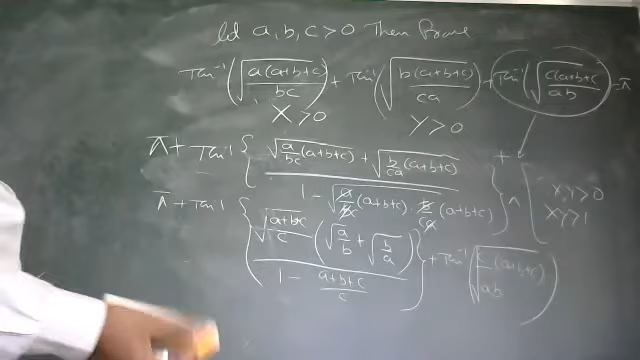 let a, b, c > 0 Then Prove
Tan⁻¹(√(a(a+b+c)/bc)) + Tan⁻¹(√(b(a+b+c)/ca)) + Tan⁻¹(√(c(a+b+c)/ab)) = π
X > 0 Y > 0
π + Tan⁻¹ { (√(a/bc (a+b+c)) + √(b/ca (a+b+c))) / (1 - √(a/bc (a+b+c) · b/ca (a+b+c))) } + X, Y > 0
XY > 1
π + Tan⁻¹ { (√((a+b+c)/c) (√(a/b) + √(b/a))) / (1 - (a+b+c)/c) } + Tan⁻¹(√(c(a+b+c)/ab))